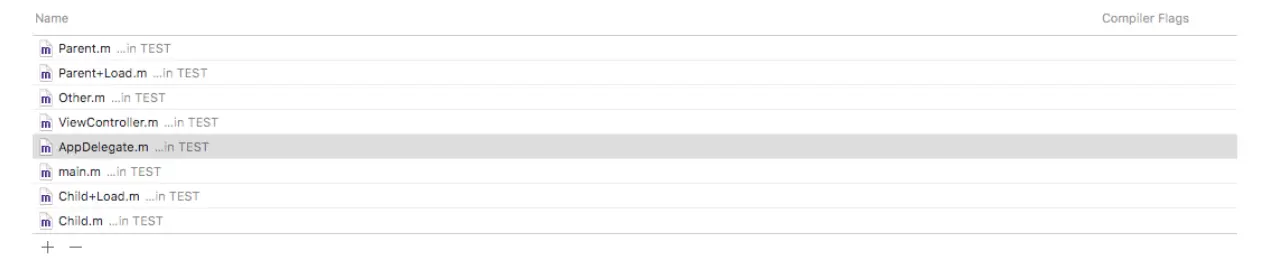 Name Compiler Flags
m Parent.m ...in TEST
m Parent+Load.m ...in TEST
m Other.m ...in TEST
m ViewController.m ...in TEST
m AppDelegate.m ...in TEST
m main.m ...in TEST
m Child+Load.m ...in TEST
m Child.m ...in TEST
+ −